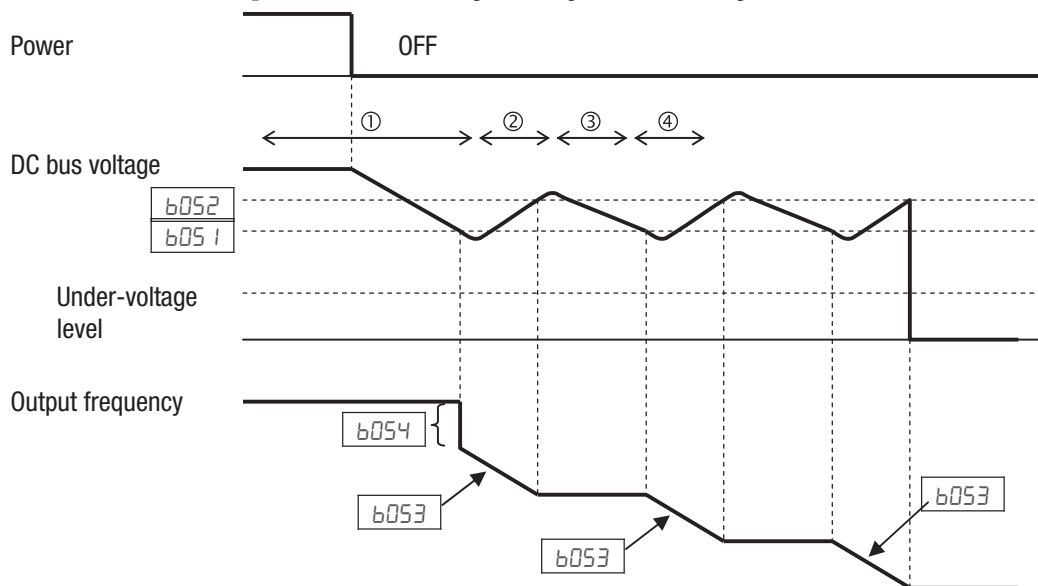 Power
OFF
① ② ③ ④
DC bus voltage
b052
b051
Under-voltage
level
Output frequency
b054
b053
b053
b053